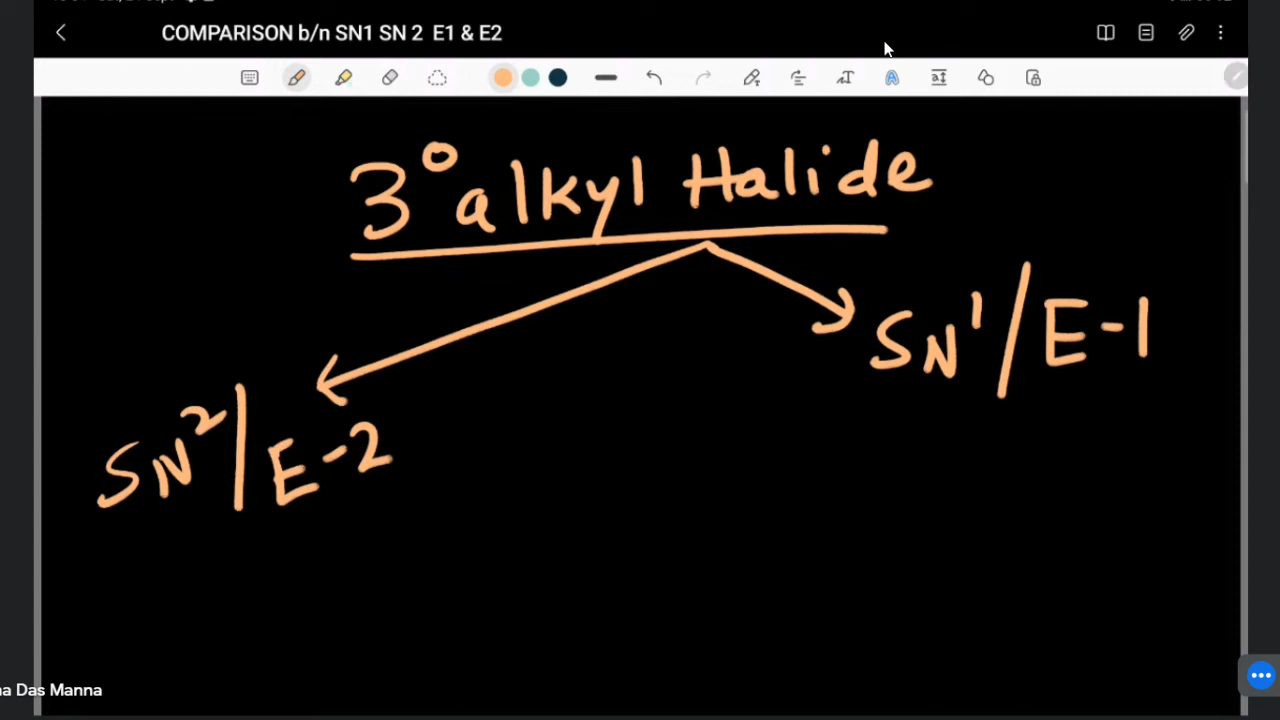 COMPARISON b/n SN1 SN 2 E1 & E2
3° alkyl Halide
SN¹/E-1
SN²/E-2
a Das Manna